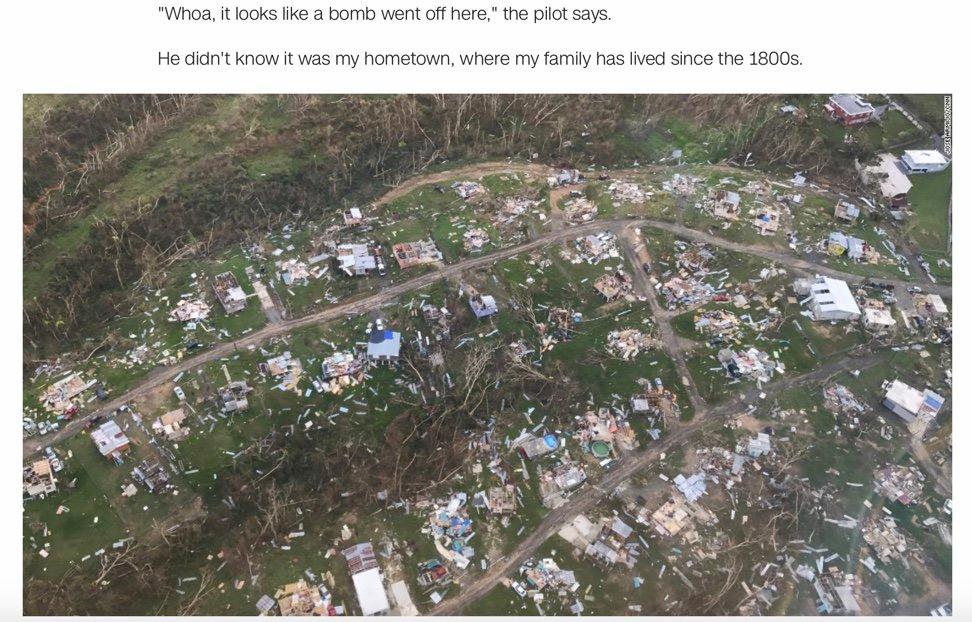 "Whoa, it looks like a bomb went off here," the pilot says.
He didn't know it was my hometown, where my family has lived since the 1800s.